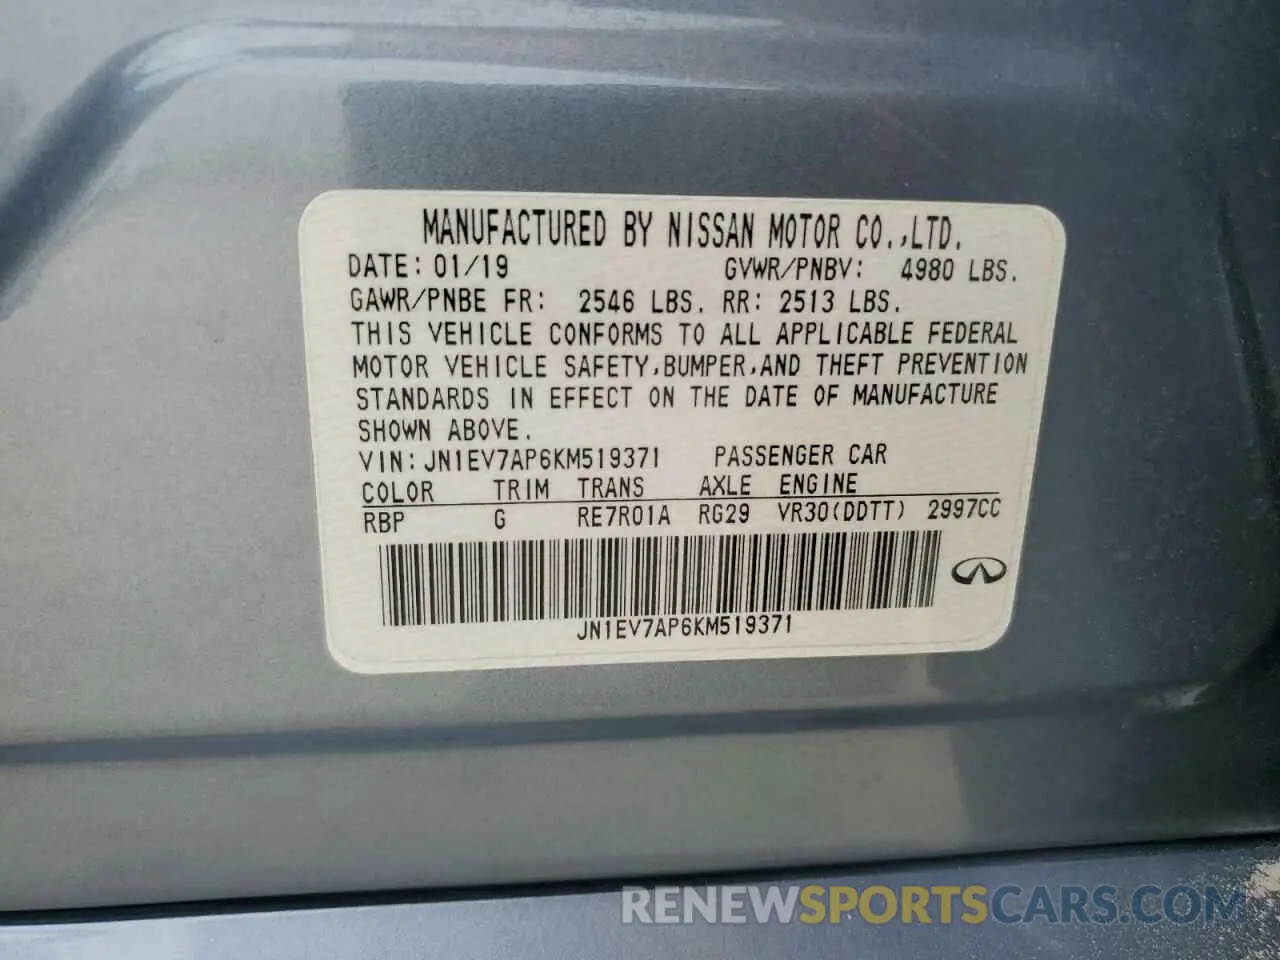 MANUFACTURED BY NISSAN MOTOR CO.,LTD.
DATE: 01/19 GVWR/PNBV: 4980 LBS.
GAWR/PNBE FR: 2546 LBS. RR: 2513 LBS.
THIS VEHICLE CONFORMS TO ALL APPLICABLE FEDERAL
MOTOR VEHICLE SAFETY,BUMPER,AND THEFT PREVENTION
STANDARDS IN EFFECT ON THE DATE OF MANUFACTURE
SHOWN ABOVE.
VIN: JN1EV7AP6KM519371 PASSENGER CAR
COLOR TRIM TRANS AXLE ENGINE
RBP G RE7R01A RG29 VR30(DDTT) 2997CC
JN1EV7AP6KM519371
RENEWSPORTSCARS.COM